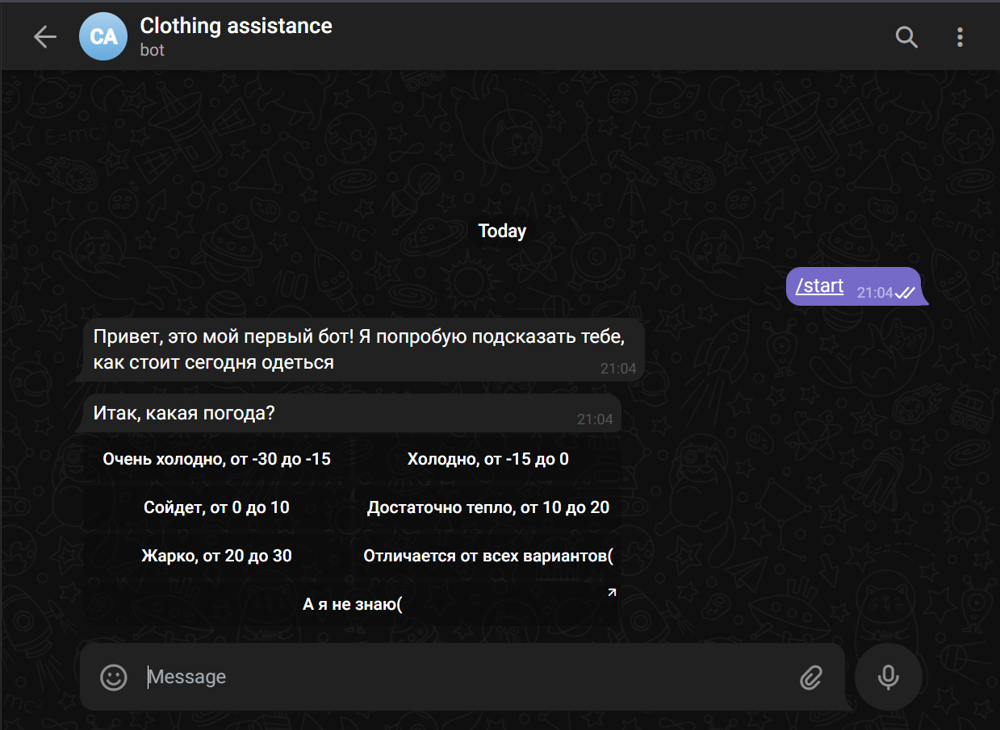 CA
Clothing assistance
bot
Today
/start 21:04
Привет, это мой первый бот! Я попробую подсказать тебе,
как стоит сегодня одеться
21:04
Итак, какая погода?
21:04
Очень холодно, от -30 до -15
Холодно, от -15 до 0
Сойдет, от 0 до 10
Достаточно тепло, от 10 до 20
Жарко, от 20 до 30
Отличается от всех вариантов(
А я не знаю(
Message